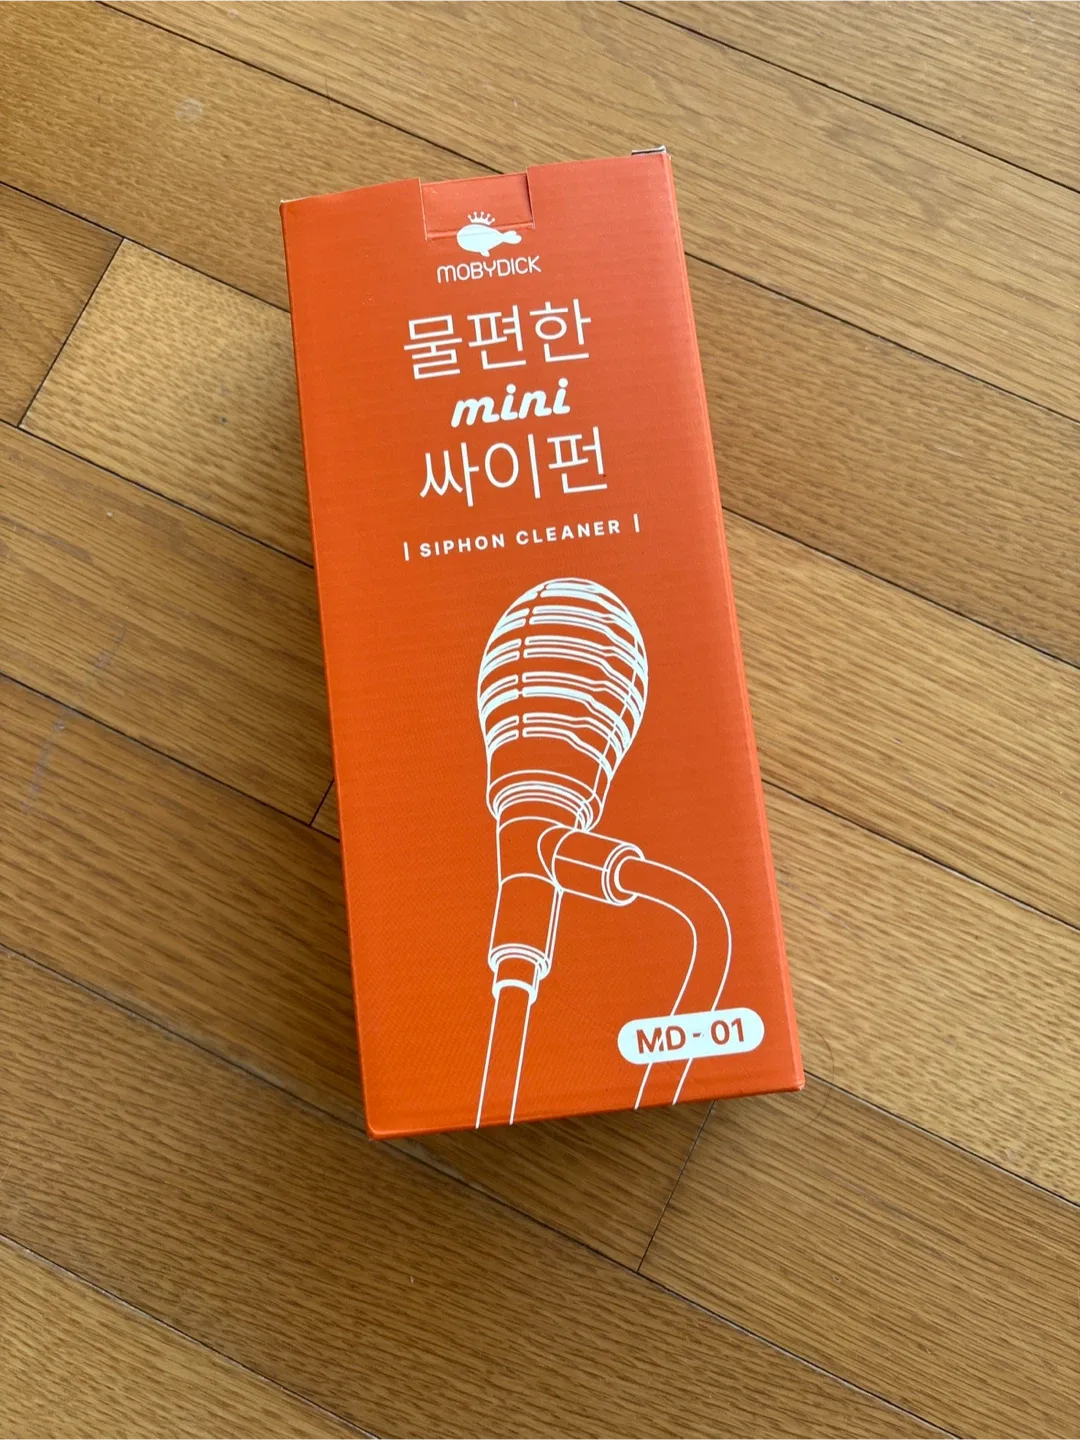 MOBYDICK
물편한
mini
싸이펀
| SIPHON CLEANER |
MD-01